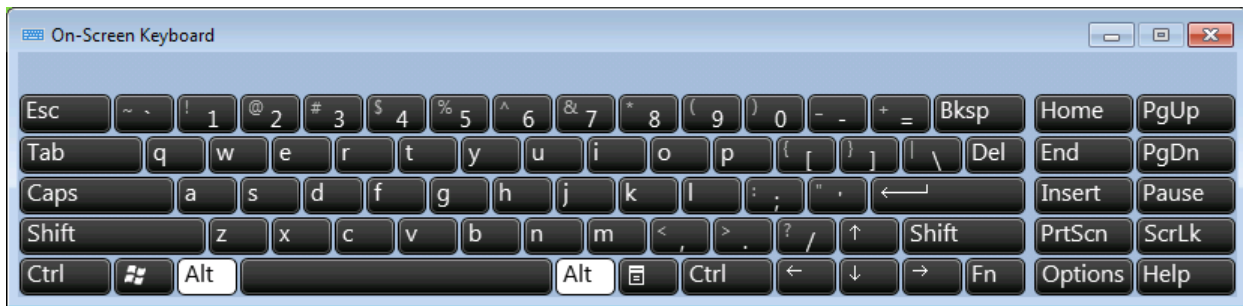 On-Screen Keyboard
Esc ~ ` ! 1 @ 2 # 3 $ 4 % 5 ^ 6 & 7 * 8 ( 9 ) 0 _ - + = Bksp Home PgUp
Tab q w e r t y u i o p { [ } ] | \ Del End PgDn
Caps a s d f g h j k l : ; " ' ← Insert Pause
Shift z x c v b n m < , > . ? / ↑ Shift PrtScn ScrLk
Ctrl Alt Alt Ctrl ← ↓ → Fn Options Help